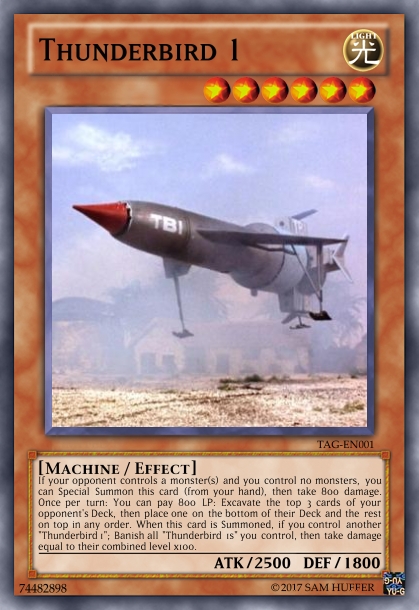 Thunderbird 1
LIGHT
光
TB1
TAG-EN001
[Machine / Effect]
If your opponent controls a monster(s) and you control no monsters, you
can Special Summon this card (from your hand), then take 800 damage.
Once per turn: You can pay 800 LP: Excavate the top 3 cards of your
opponent's Deck, then place one on the bottom of their Deck and the rest
on top in any order. When this card is Summoned, if you control another
"Thunderbird 1"; Banish all "Thunderbird 1s" you control, then take damage
equal to their combined level x100.
ATK/2500 DEF/1800
74482898
©2017 SAM HUFFER